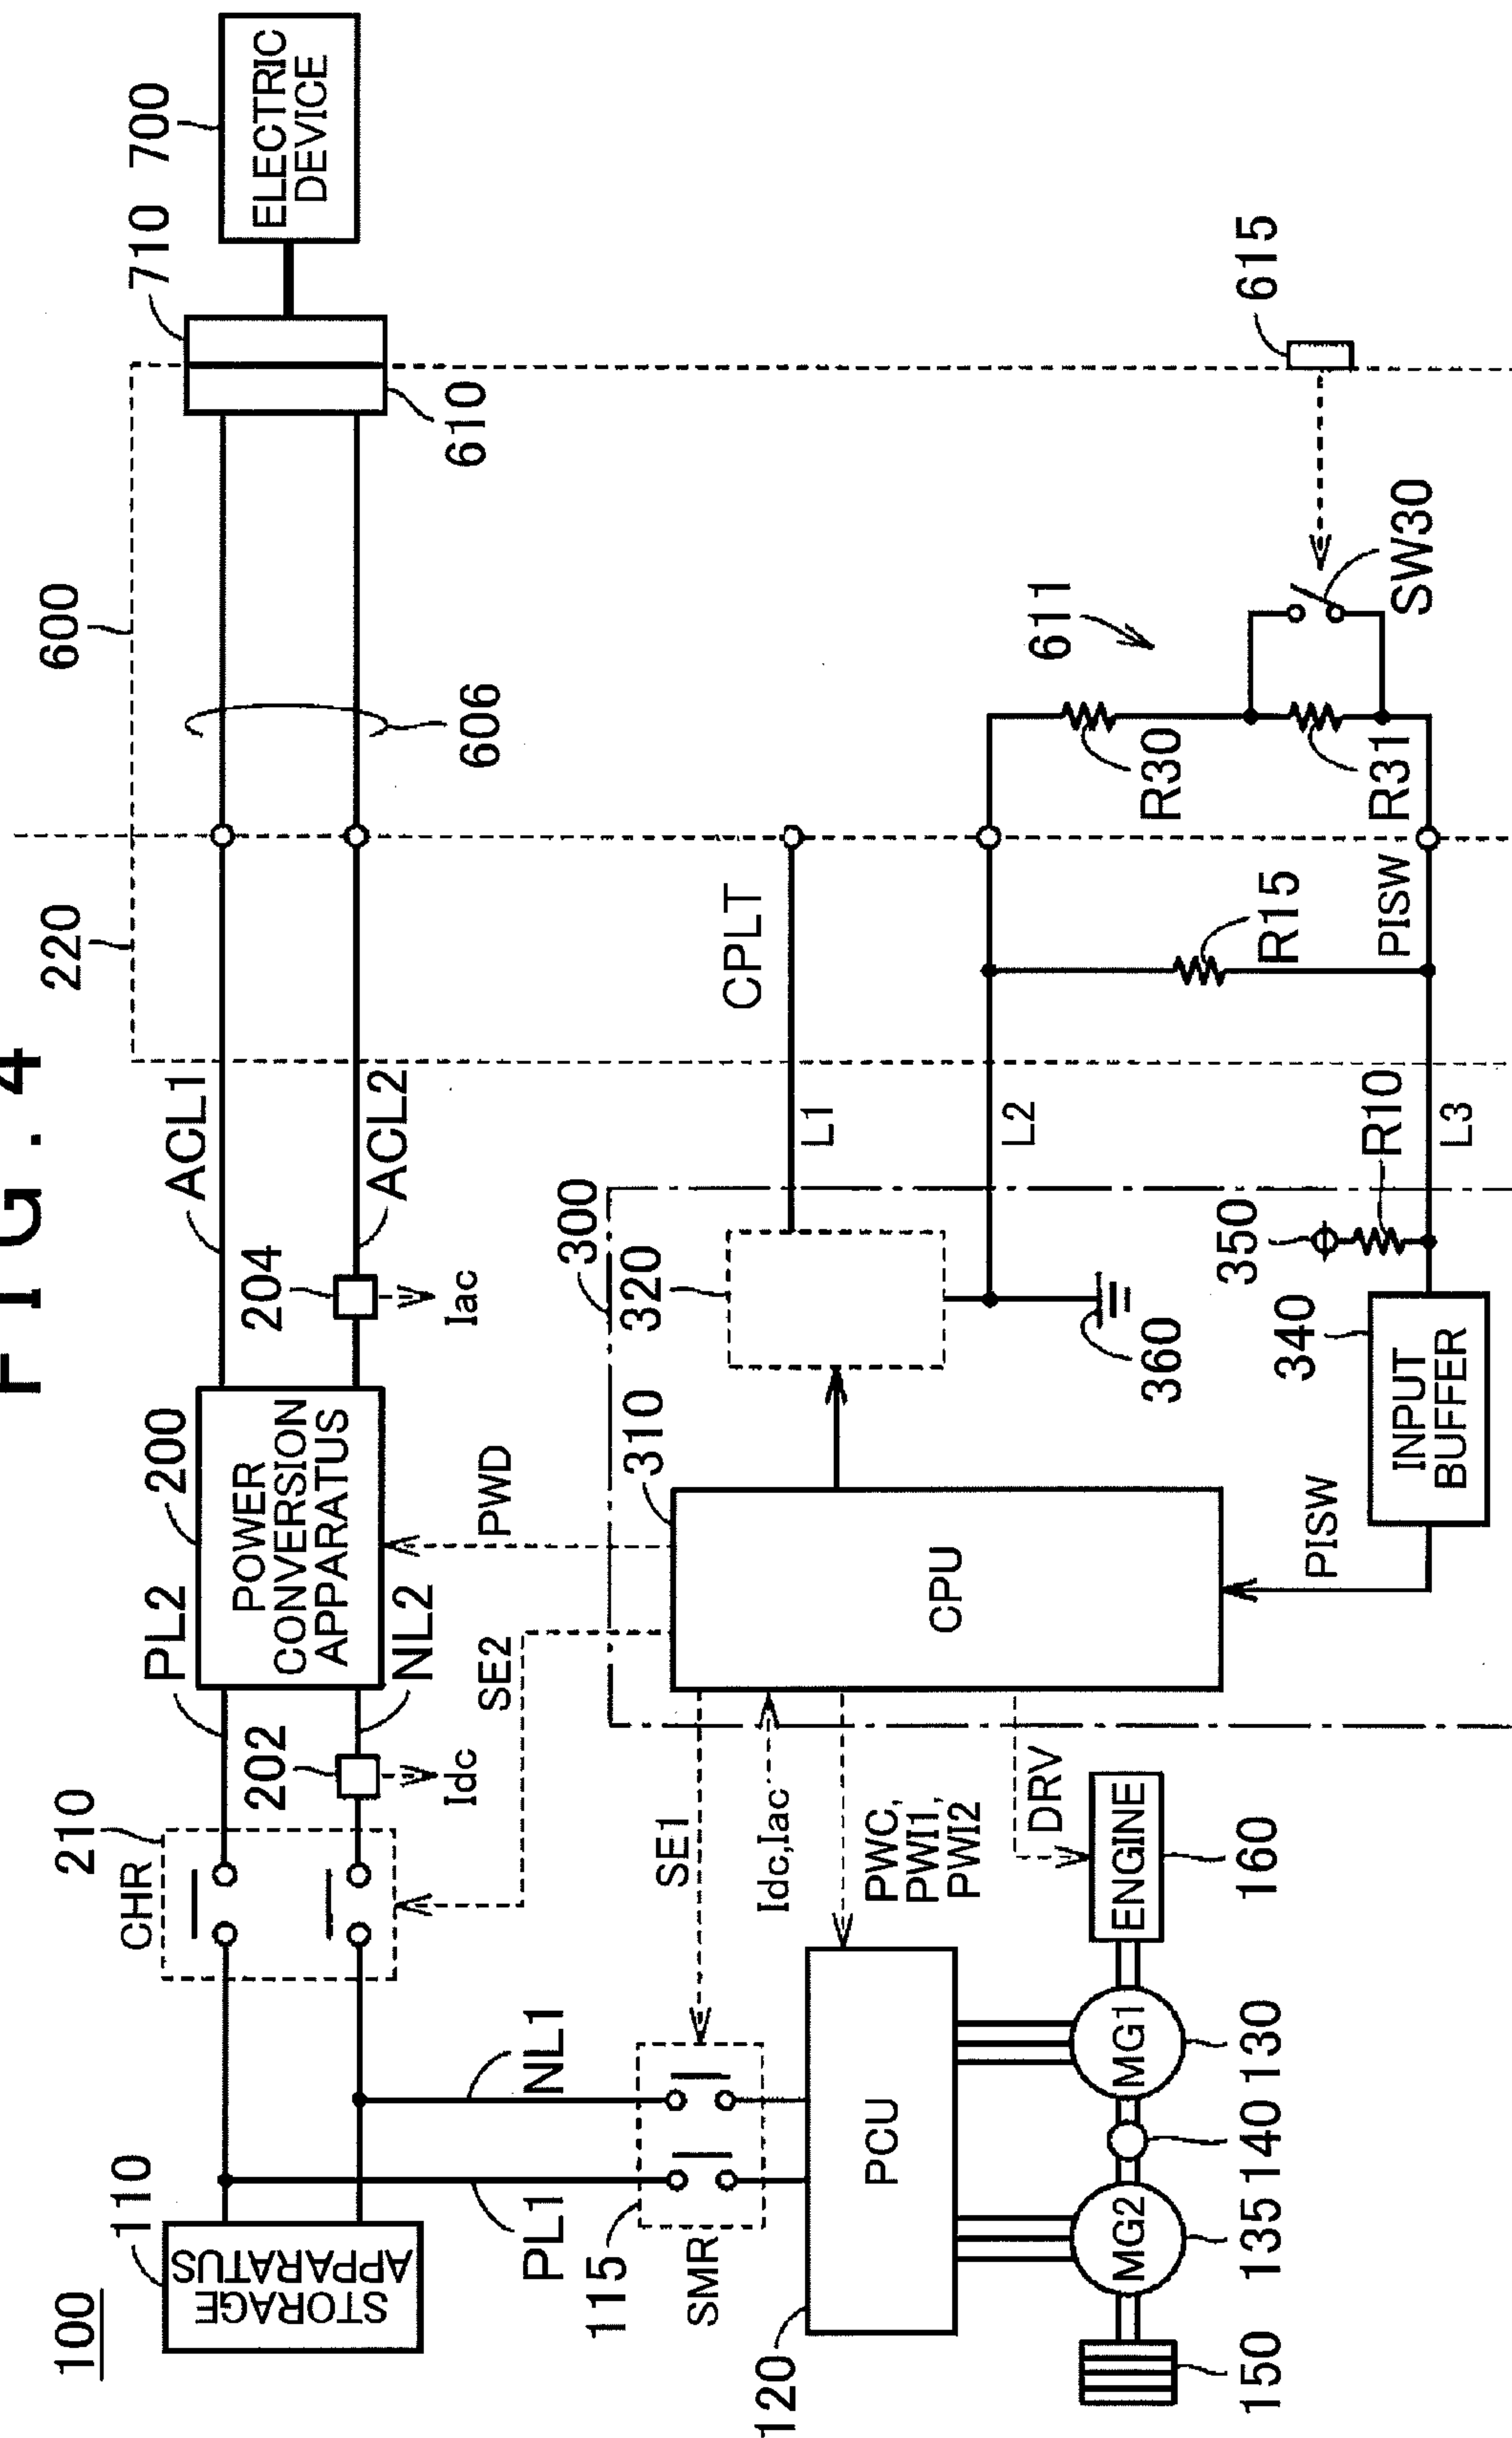 FIG. 4
100
110
STORAGE
APPARATUS
210
CHR
PL2
NL2
202
Idc
200
POWER
CONVERSION
APPARATUS
204
Iac
ACL1
ACL2
220
600
606
610
710
700
ELECTRIC
DEVICE
PL1
NL1
115
SMR
SE1
SE2
PWD
Idc,Iac
PWC,
PWI1,
PWI2
DRV
120
PCU
150
135
MG2
140
130
MG1
160
ENGINE
300
310
CPU
320
360
350
R10
340
INPUT
BUFFER
PISW
L1
L2
L3
CPLT
R15
PISW
R30
R31
611
SW30
615